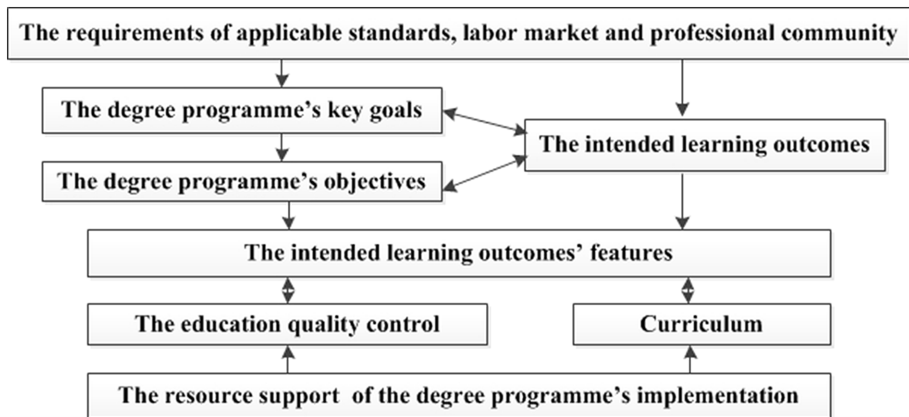 The requirements of applicable standards, labor market and professional community
The degree programme's key goals
The intended learning outcomes
The degree programme's objectives
The intended learning outcomes' features
The education quality control
Curriculum
The resource support of the degree programme's implementation